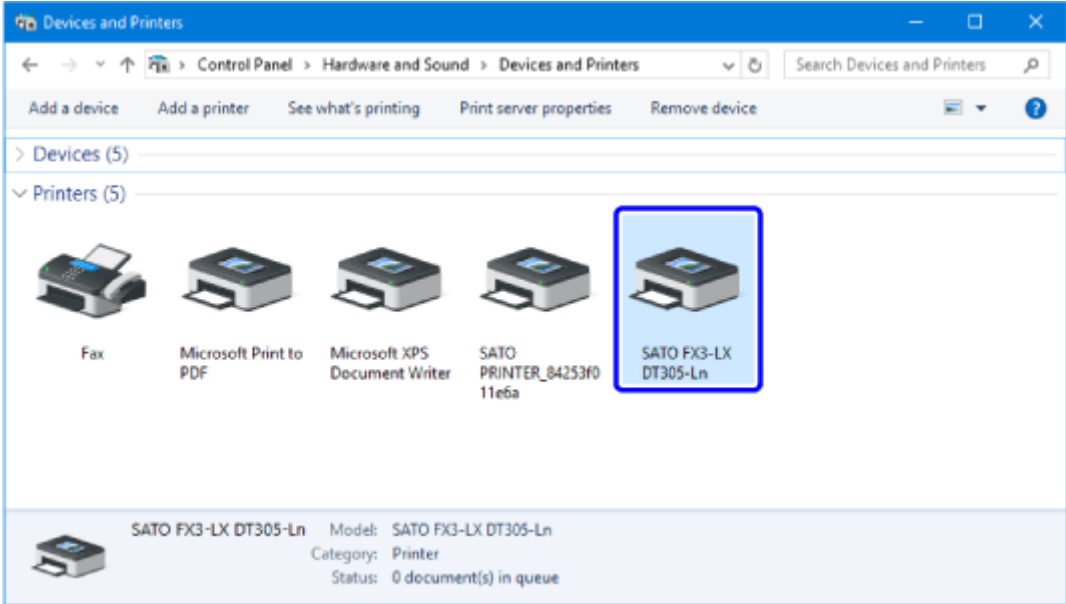 Devices and Printers
Control Panel > Hardware and Sound > Devices and Printers
Search Devices and Printers
Add a device Add a printer See what's printing Print server properties Remove device
Devices (5)
Printers (5)
Fax
Microsoft Print to
PDF
Microsoft XPS
Document Writer
SATO
PRINTER_84253f0
11e6a
SATO FX3-LX
DT305-Ln
SATO FX3-LX DT305-Ln
Model: SATO FX3-LX DT305-Ln
Category: Printer
Status: 0 document(s) in queue